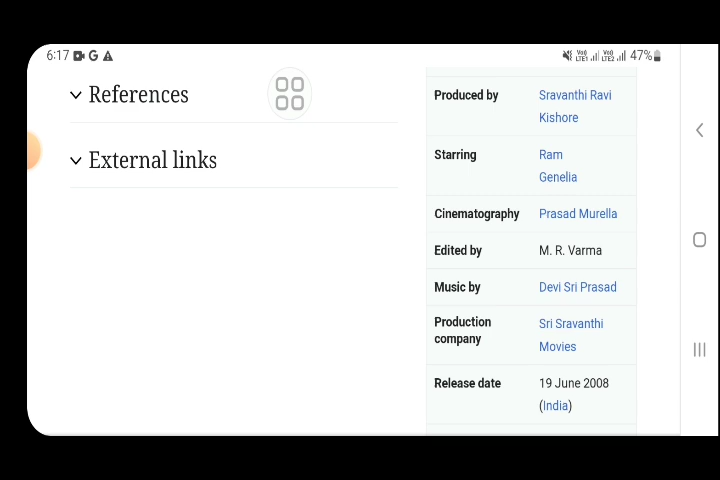 6:17
47%
References
External links
Produced by
Sravanthi Ravi
Kishore
Starring
Ram
Genelia
Cinematography
Prasad Murella
Edited by
M. R. Varma
Music by
Devi Sri Prasad
Production
company
Sri Sravanthi
Movies
Release date
19 June 2008
(India)